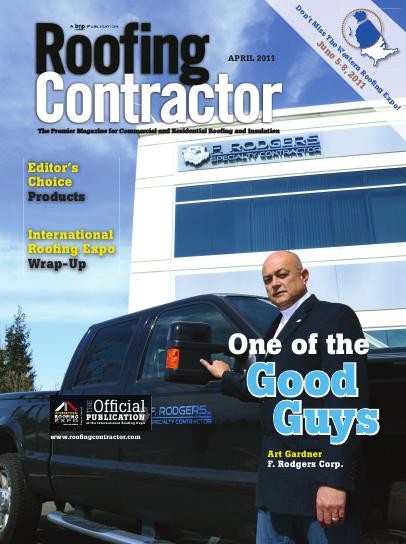 A bnp PUBLICATION
Roofing
Contractor
APRIL 2011
The Premier Magazine for Commercial and Residential Roofing and Insulation
Don't Miss The Western Roofing Expo!
June 5-8, 2011
F. RODGERS
SPECIALTY CONTRACTOR
Editor's
Choice
Products
International
Roofing Expo
Wrap-Up
One of the
Good
Guys
Art Gardner
F. Rodgers Corp.
INTERNATIONAL
ROOFING
EXPO
THE Official
PUBLICATION
of the International Roofing Expo
www.roofingcontractor.com
F. RODGERS
SPECIALTY CONTRACTOR